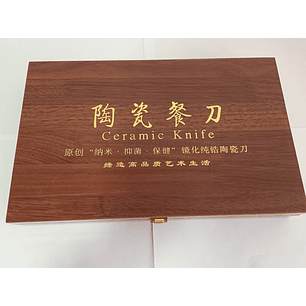 陶瓷餐刀
Ceramic Knife
原创“纳米·抑菌·保健”镜化纯锆陶瓷刀
缔造高品质艺术生活